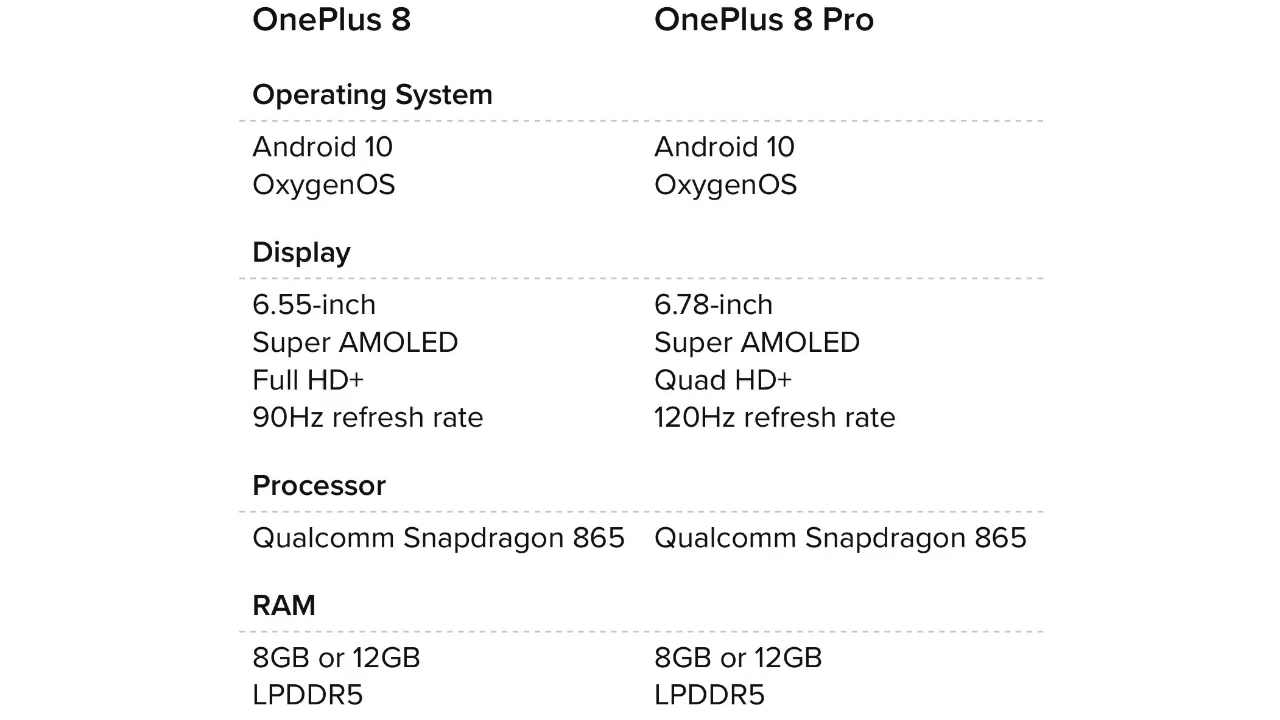 OnePlus 8 OnePlus 8 Pro
Operating System
Android 10 Android 10
OxygenOS OxygenOS
Display
6.55-inch 6.78-inch
Super AMOLED Super AMOLED
Full HD+ Quad HD+
90Hz refresh rate 120Hz refresh rate
Processor
Qualcomm Snapdragon 865 Qualcomm Snapdragon 865
RAM
8GB or 12GB 8GB or 12GB
LPDDR5 LPDDR5